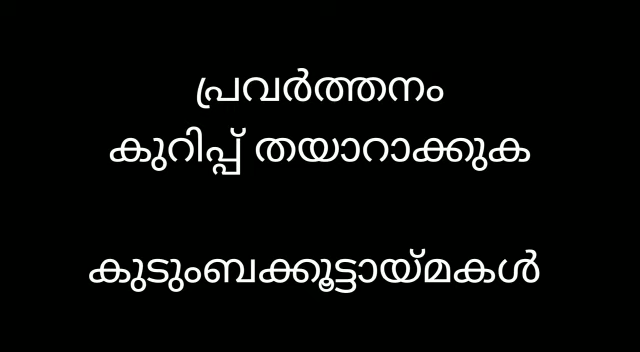 പ്രവർത്തനം
കുറിപ്പ് തയാറാക്കുക
കുടുംബക്കൂട്ടായ്മകൾ